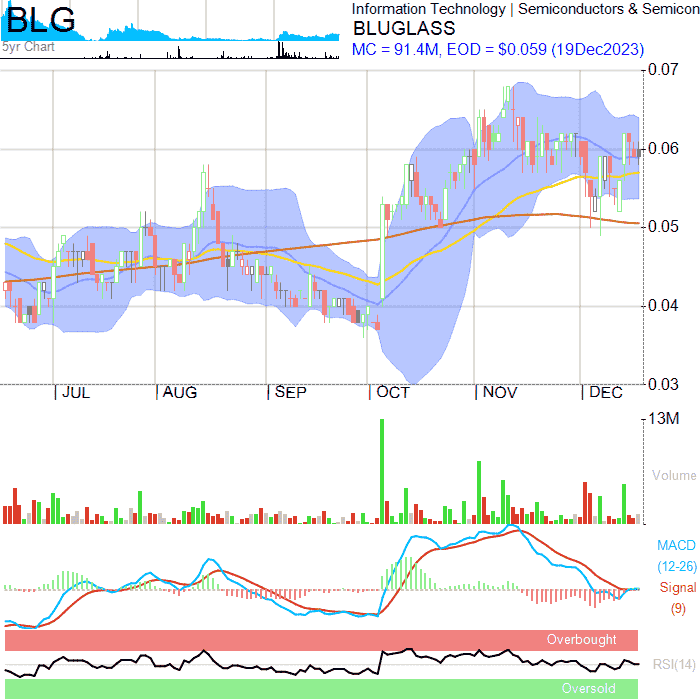 BLG
5yr Chart
Information Technology | Semiconductors & Semicon
BLUGLASS
MC = 91.4M, EOD = $0.059 (19Dec2023)
0.07
0.06
0.05
0.04
0.03
| JUL | AUG | SEP | OCT | NOV | DEC
13M
Volume
MACD
(12-26)
Signal
(9)
Overbought
RSI(14)
Oversold